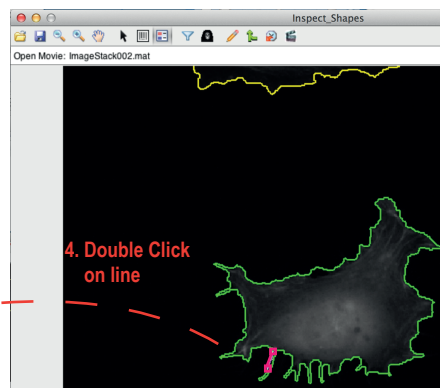 Inspect_Shapes
Open Movie: ImageStack002.mat
4. Double Click
on line